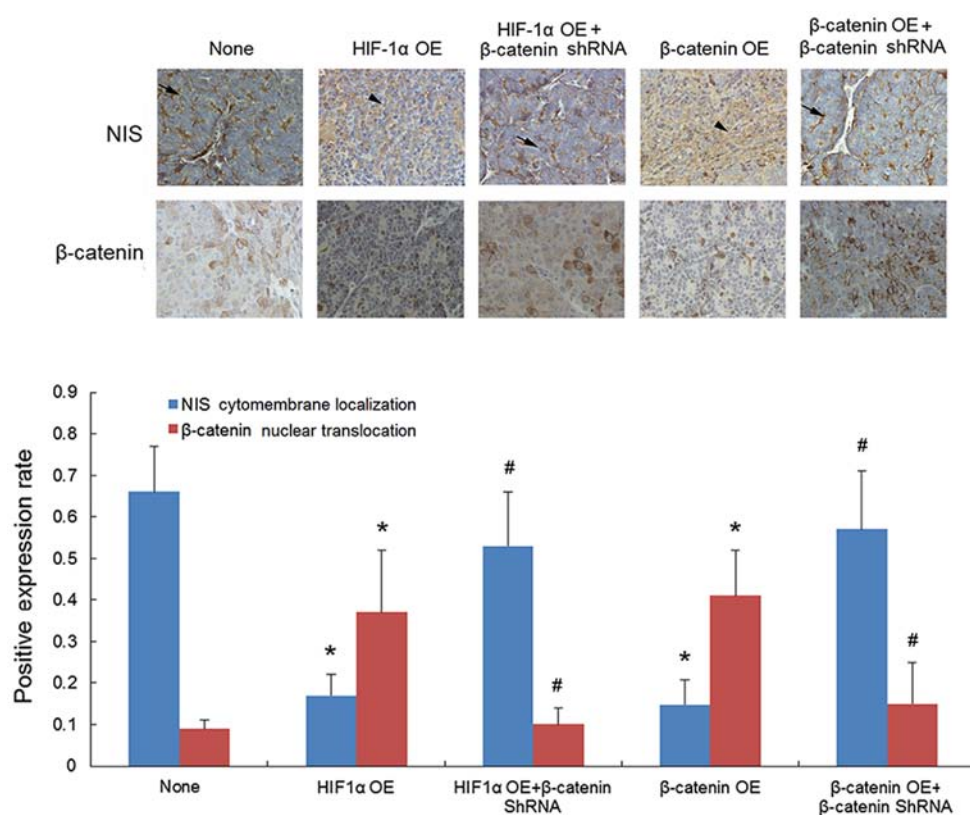 None
HIF-1α OE
HIF-1α OE +
β-catenin shRNA
β-catenin OE
β-catenin OE +
β-catenin shRNA
NIS
β-catenin
0.9
0.8
0.7
0.6
0.5
0.4
0.3
0.2
0.1
0
Positive expression rate
NIS cytomembrane localization
β-catenin nuclear translocation
*
*
#
#
*
*
#
#
None
HIF1α OE
HIF1α OE+β-catenin
ShRNA
β-catenin OE
β-catenin OE+
β-catenin ShRNA